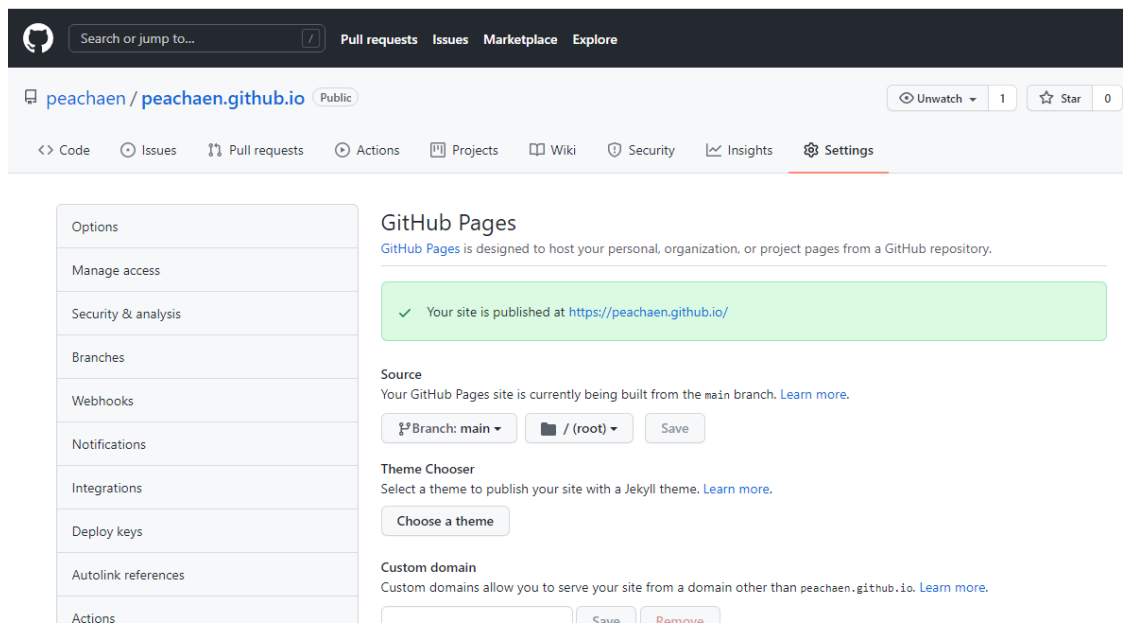 Search or jump to... / Pull requests Issues Marketplace Explore
peachaen / peachaen.github.io Public Unwatch 1 Star 0
<> Code Issues Pull requests Actions Projects Wiki Security Insights Settings
Options
Manage access
Security & analysis
Branches
Webhooks
Notifications
Integrations
Deploy keys
Autolink references
Actions
GitHub Pages
GitHub Pages is designed to host your personal, organization, or project pages from a GitHub repository.
Your site is published at https://peachaen.github.io/
Source
Your GitHub Pages site is currently being built from the main branch. Learn more.
Branch: main / (root) Save
Theme Chooser
Select a theme to publish your site with a Jekyll theme. Learn more.
Choose a theme
Custom domain
Custom domains allow you to serve your site from a domain other than peachaen.github.io. Learn more.
Save Remove